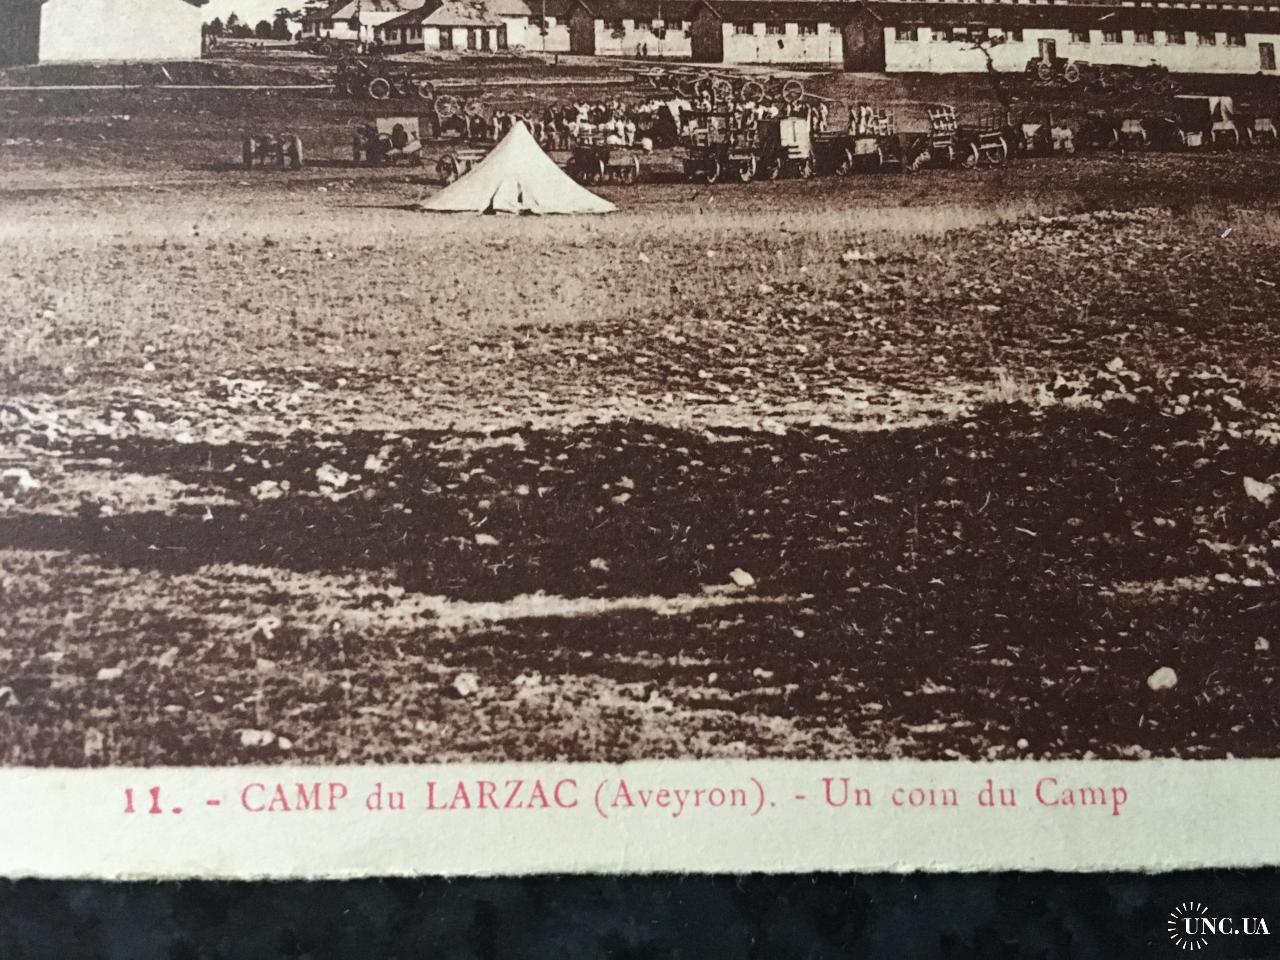 11. - CAMP du LARZAC (Aveyron). - Un coin du Camp
UNC.UA